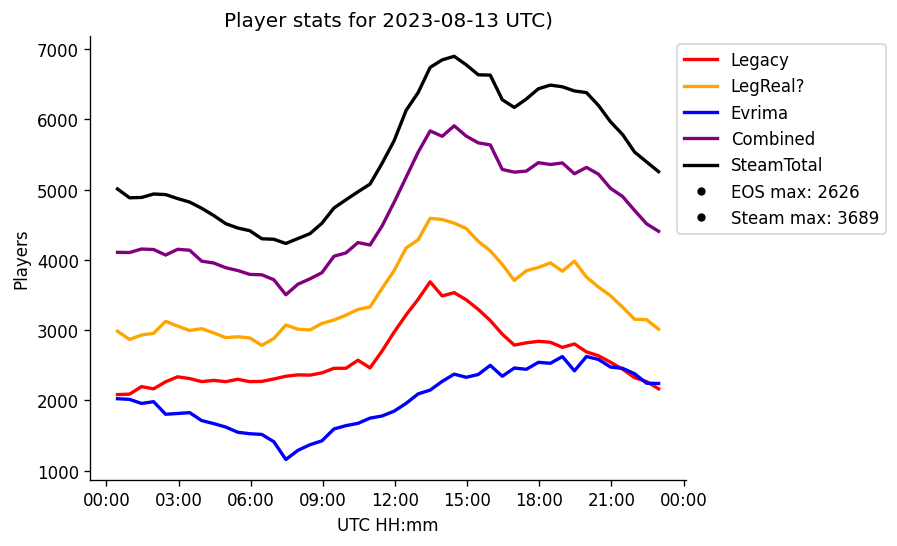 Player stats for 2023-08-13 UTC)
Legacy
LegReal?
Evrima
Combined
SteamTotal
EOS max: 2626
Steam max: 3689
Players
7000
6000
5000
4000
3000
2000
1000
00:00 03:00 06:00 09:00 12:00 15:00 18:00 21:00 00:00
UTC HH:mm